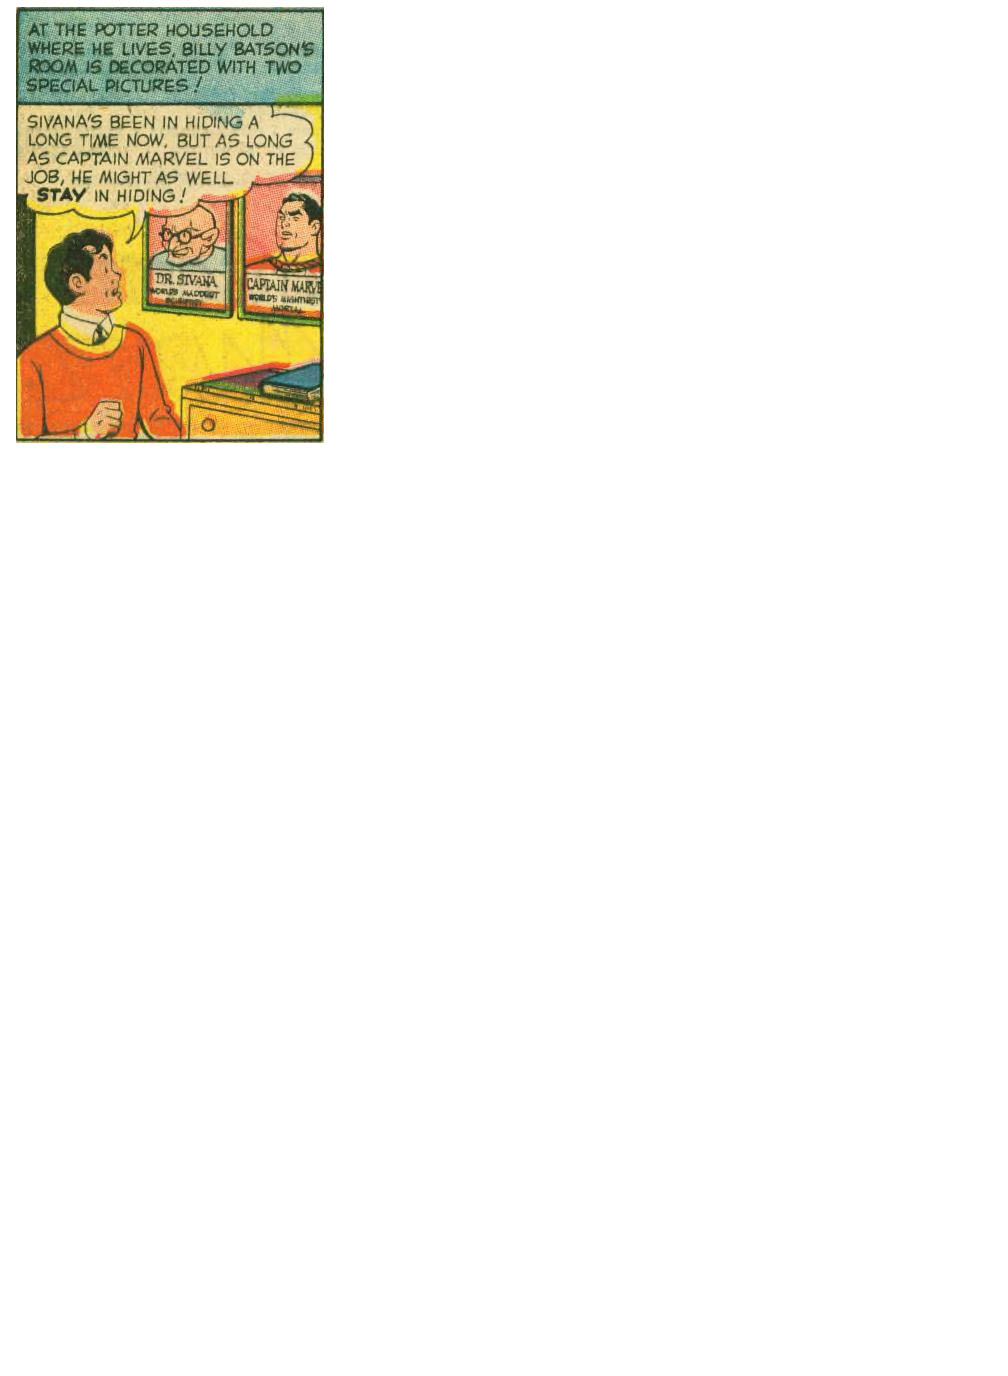 AT THE POTTER HOUSEHOLD
WHERE HE LIVES, BILLY BATSON'S
ROOM IS DECORATED WITH TWO
SPECIAL PICTURES!
SIVANA'S BEEN IN HIDING A
LONG TIME NOW, BUT AS LONG
AS CAPTAIN MARVEL IS ON THE
JOB, HE MIGHT AS WELL
STAY IN HIDING!
DR. SIVANA
WORLD'S MADDEST
SCIENTIST
CAPTAIN MARVE
WORLD'S MIGHTIEST
MORTAL